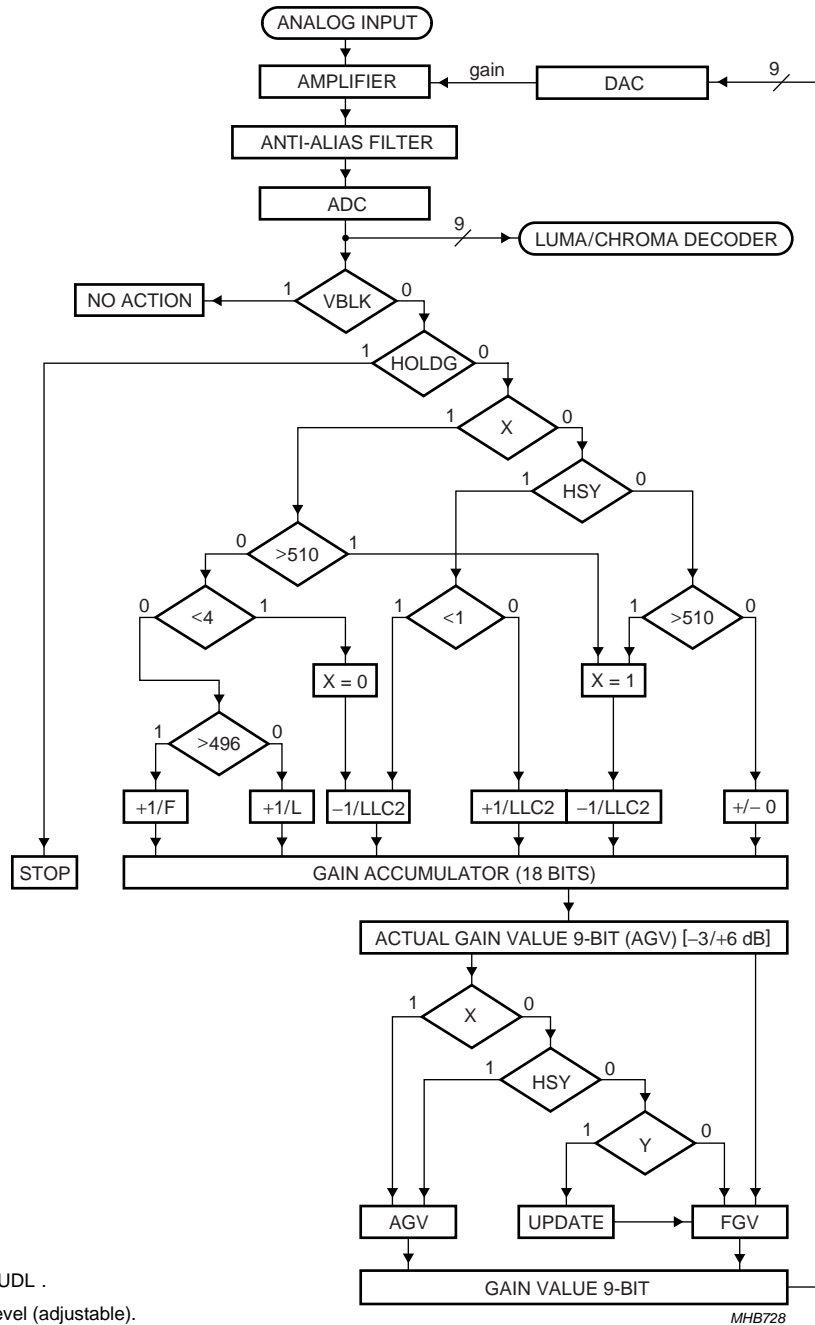 ANALOG INPUT
AMPLIFIER
gain
DAC
9
ANTI-ALIAS FILTER
ADC
9
LUMA/CHROMA DECODER
NO ACTION
1
VBLK
0
1
HOLDG
0
1
X
0
1
HSY
0
0
>510
1
0
<4
1
1
<1
0
1
>510
0
X = 0
X = 1
1
>496
0
+1/F
+1/L
−1/LLC2
+1/LLC2
−1/LLC2
+/− 0
STOP
GAIN ACCUMULATOR (18 BITS)
ACTUAL GAIN VALUE 9-BIT (AGV) [−3/+6 dB]
1
X
0
1
HSY
0
1
Y
0
AGV
UPDATE
FGV
GAIN VALUE 9-BIT
UDL .
evel (adjustable).
MHB728